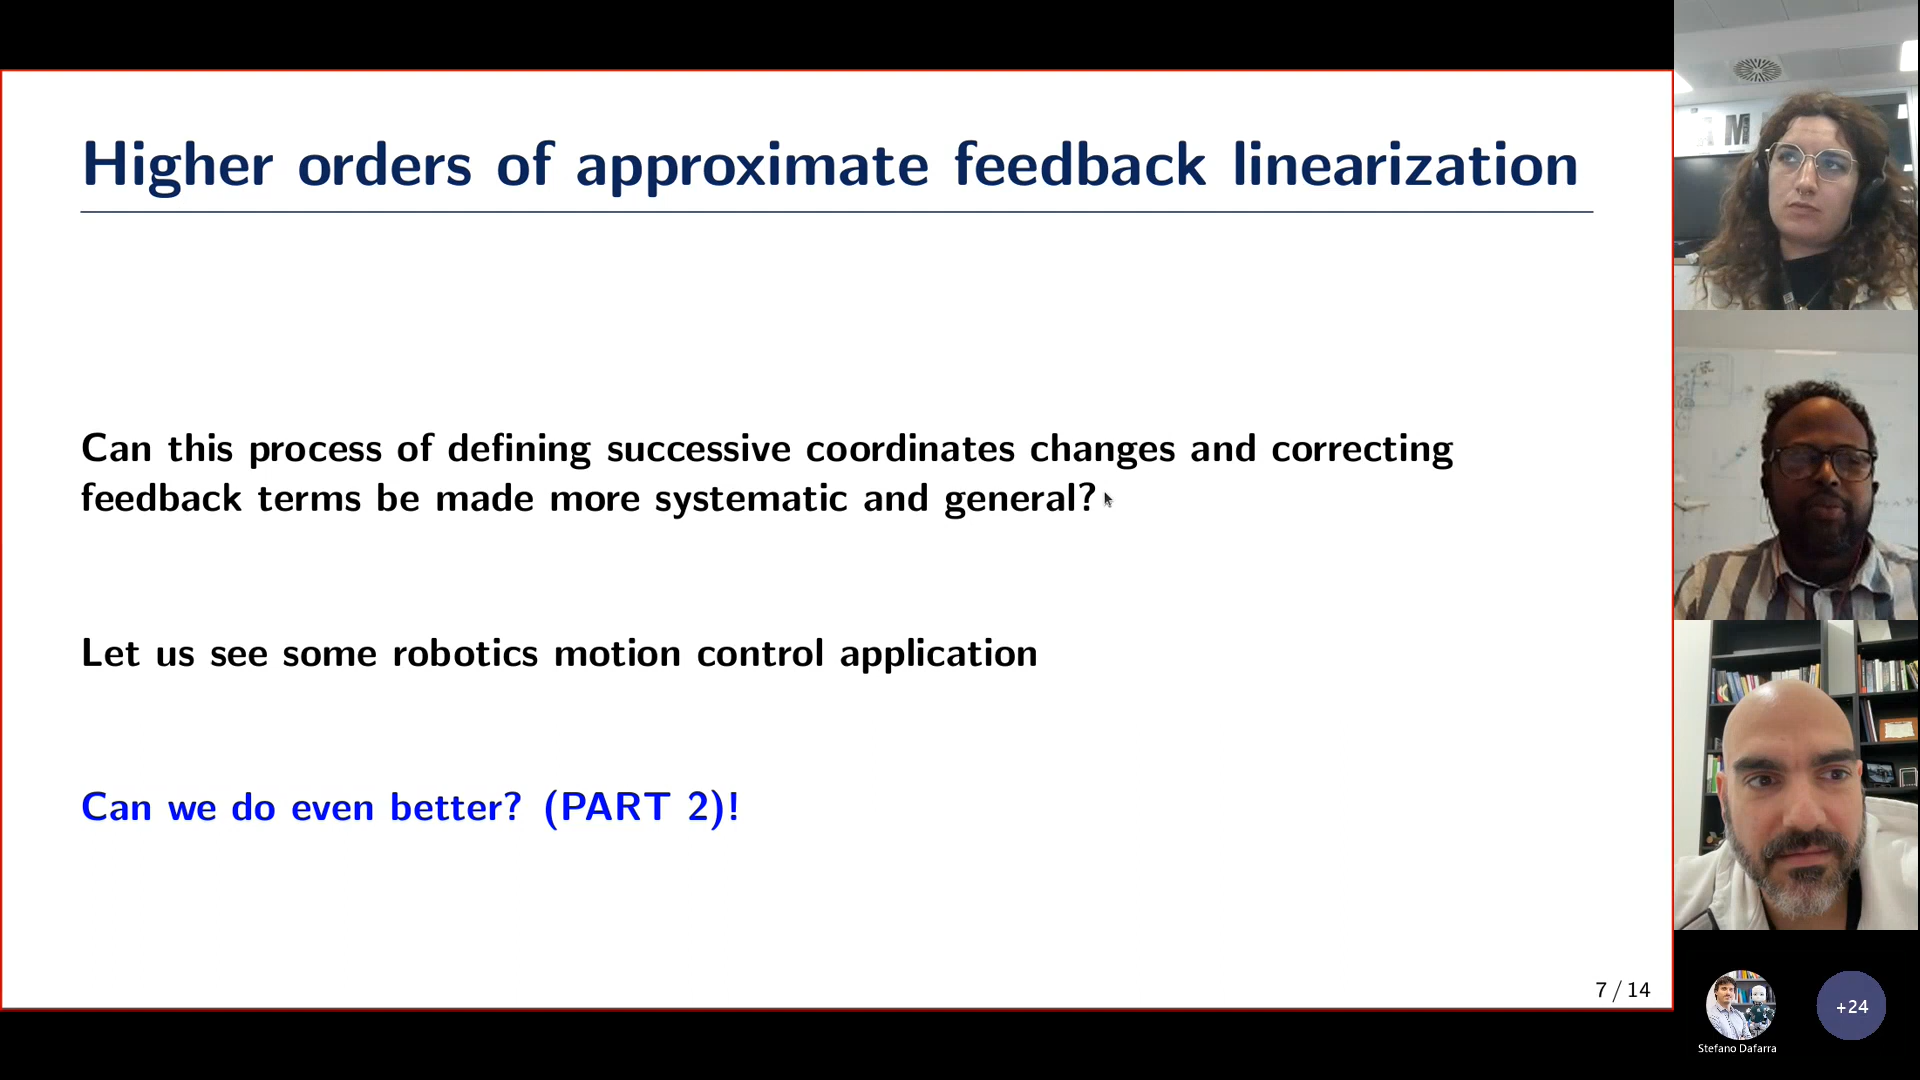 Higher orders of approximate feedback linearization
Can this process of defining successive coordinates changes and correcting
feedback terms be made more systematic and general?
Let us see some robotics motion control application
Can we do even better? (PART 2)!
7 / 14
AM
+24
Stefano Dafarra